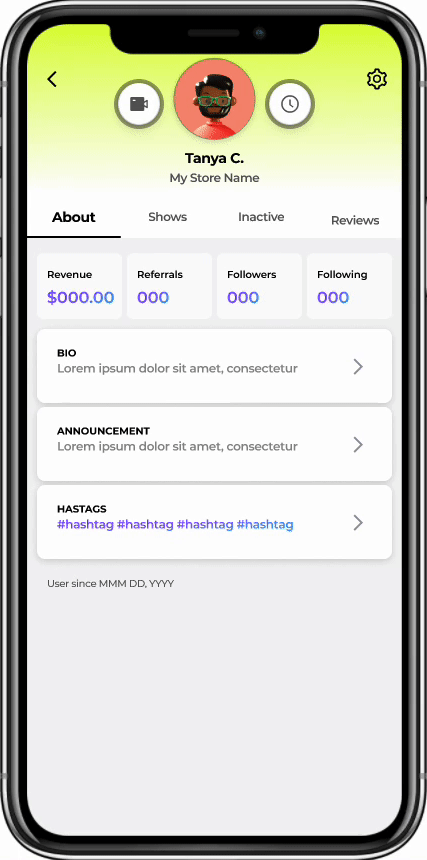 Tanya C.
My Store Name
About Shows Inactive Reviews
Revenue Referrals Followers Following
$000.00 000 000 000
BIO
Lorem ipsum dolor sit amet, consectetur
ANNOUNCEMENT
Lorem ipsum dolor sit amet, consectetur
HASTAGS
#hashtag #hashtag #hashtag #hashtag
User since MMM DD, YYYY